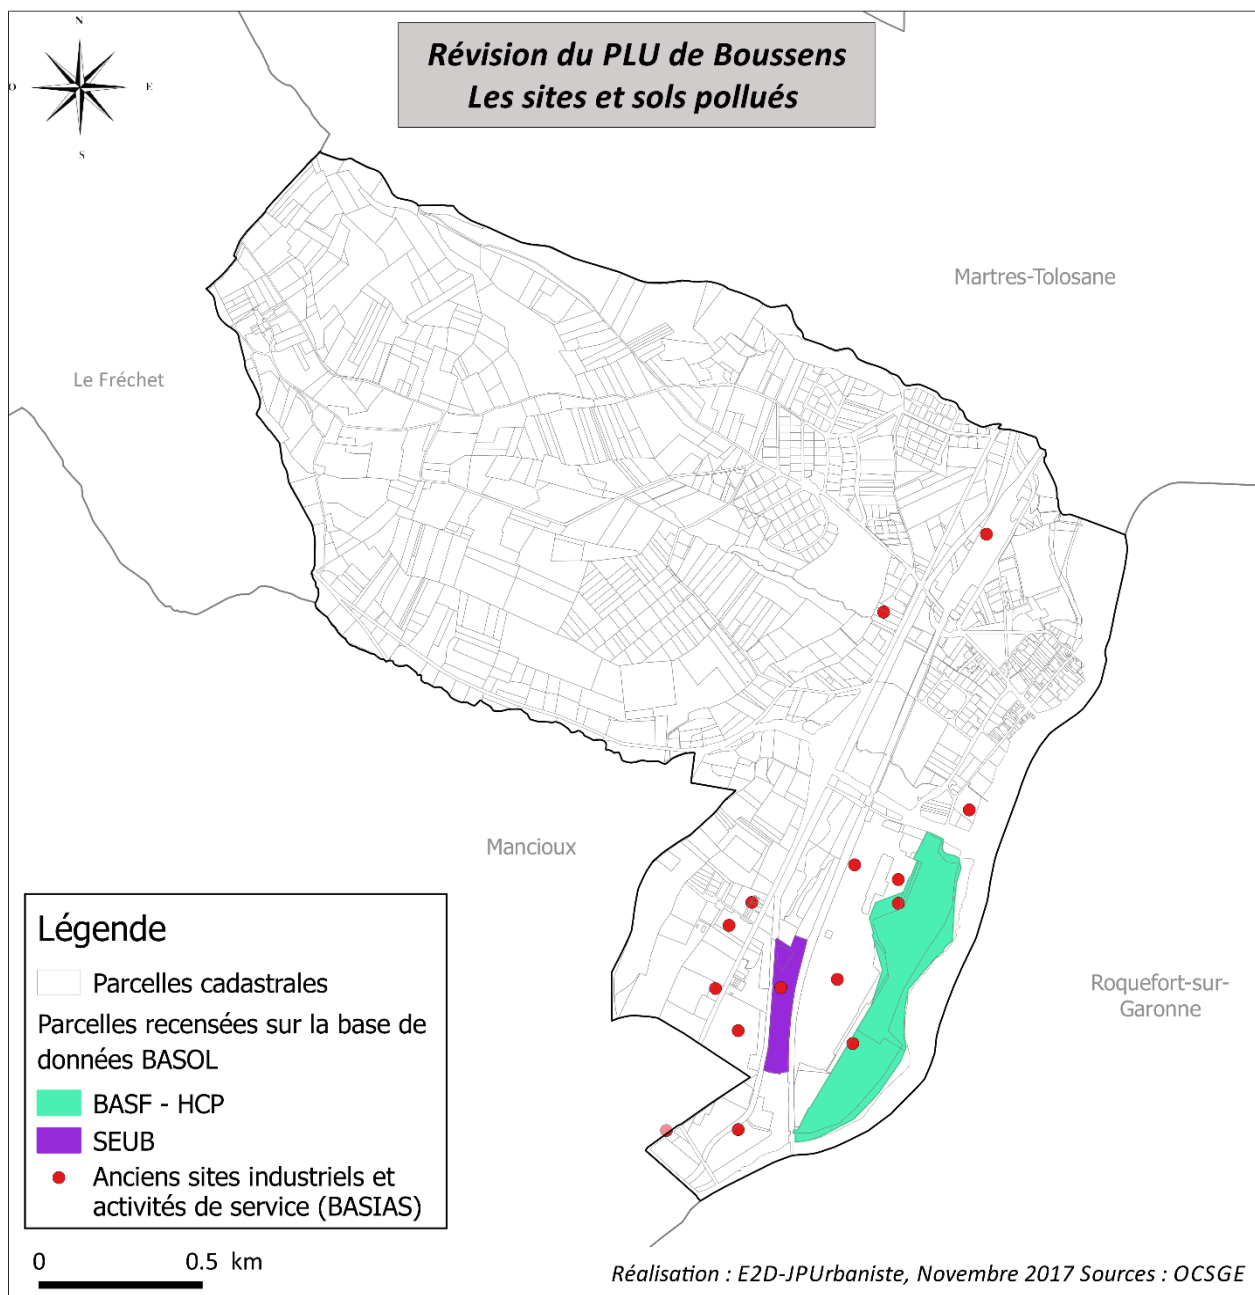 Révision du PLU de Boussens
Les sites et sols pollués
N
O
E
S
Martres-Tolosane
Le Fréchet
Mancioux
Roquefort-sur-
Garonne
Légende
Parcelles cadastrales
Parcelles recensées sur la base de
données BASOL
BASF - HCP
SEUB
Anciens sites industriels et
activités de service (BASIAS)
0 0.5 km
Réalisation : E2D-JPUrbaniste, Novembre 2017 Sources : OCSGE